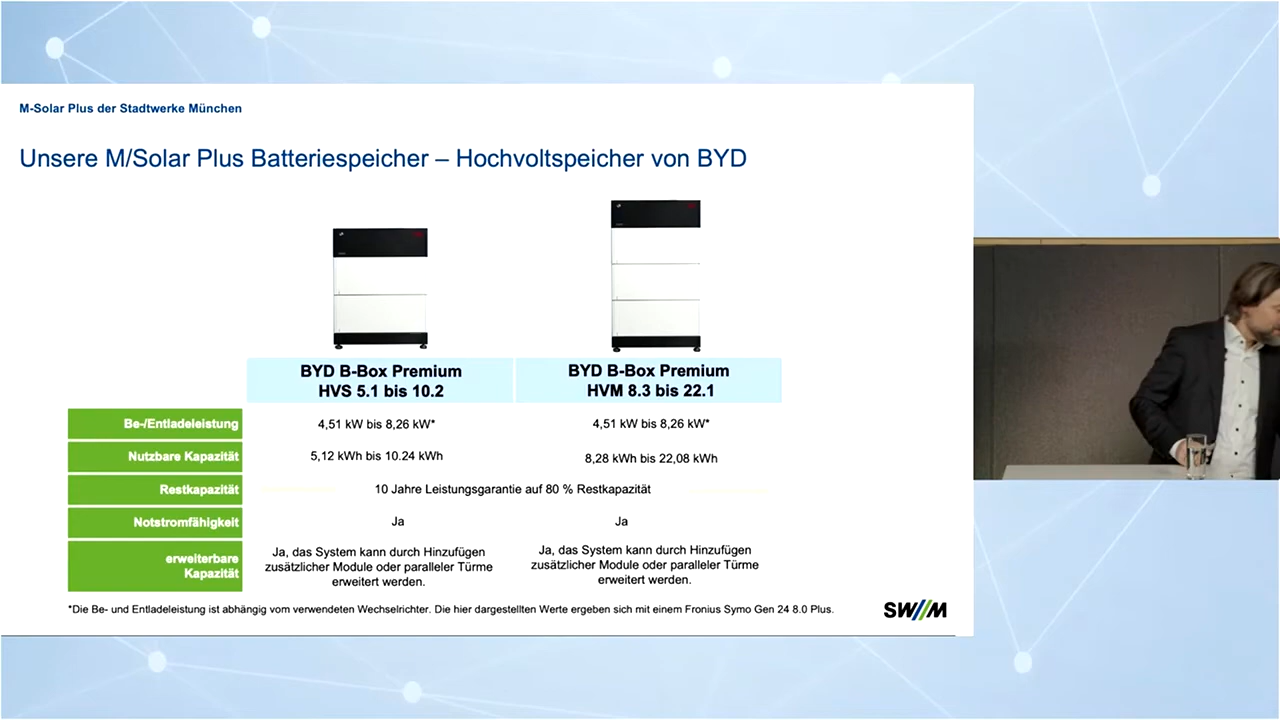 M-Solar Plus der Stadtwerke München
Unsere M/Solar Plus Batteriespeicher – Hochvoltspeicher von BYD
BYD B-Box Premium
HVS 5.1 bis 10.2
BYD B-Box Premium
HVM 8.3 bis 22.1
Be-/Entladeleistung
4,51 kW bis 8,26 kW*
4,51 kW bis 8,26 kW*
Nutzbare Kapazität
5,12 kWh bis 10.24 kWh
8,28 kWh bis 22,08 kWh
Restkapazität
10 Jahre Leistungsgarantie auf 80 % Restkapazität
Notstromfähigkeit
Ja
Ja
erweiterbare
Kapazität
Ja, das System kann durch Hinzufügen
zusätzlicher Module oder paralleler Türme
erweitert werden.
Ja, das System kann durch Hinzufügen
zusätzlicher Module oder paralleler Türme
erweitert werden.
*Die Be- und Entladeleistung ist abhängig vom verwendeten Wechselrichter. Die hier dargestellten Werte ergeben sich mit einem Fronius Symo Gen 24 8.0 Plus.
SW//M